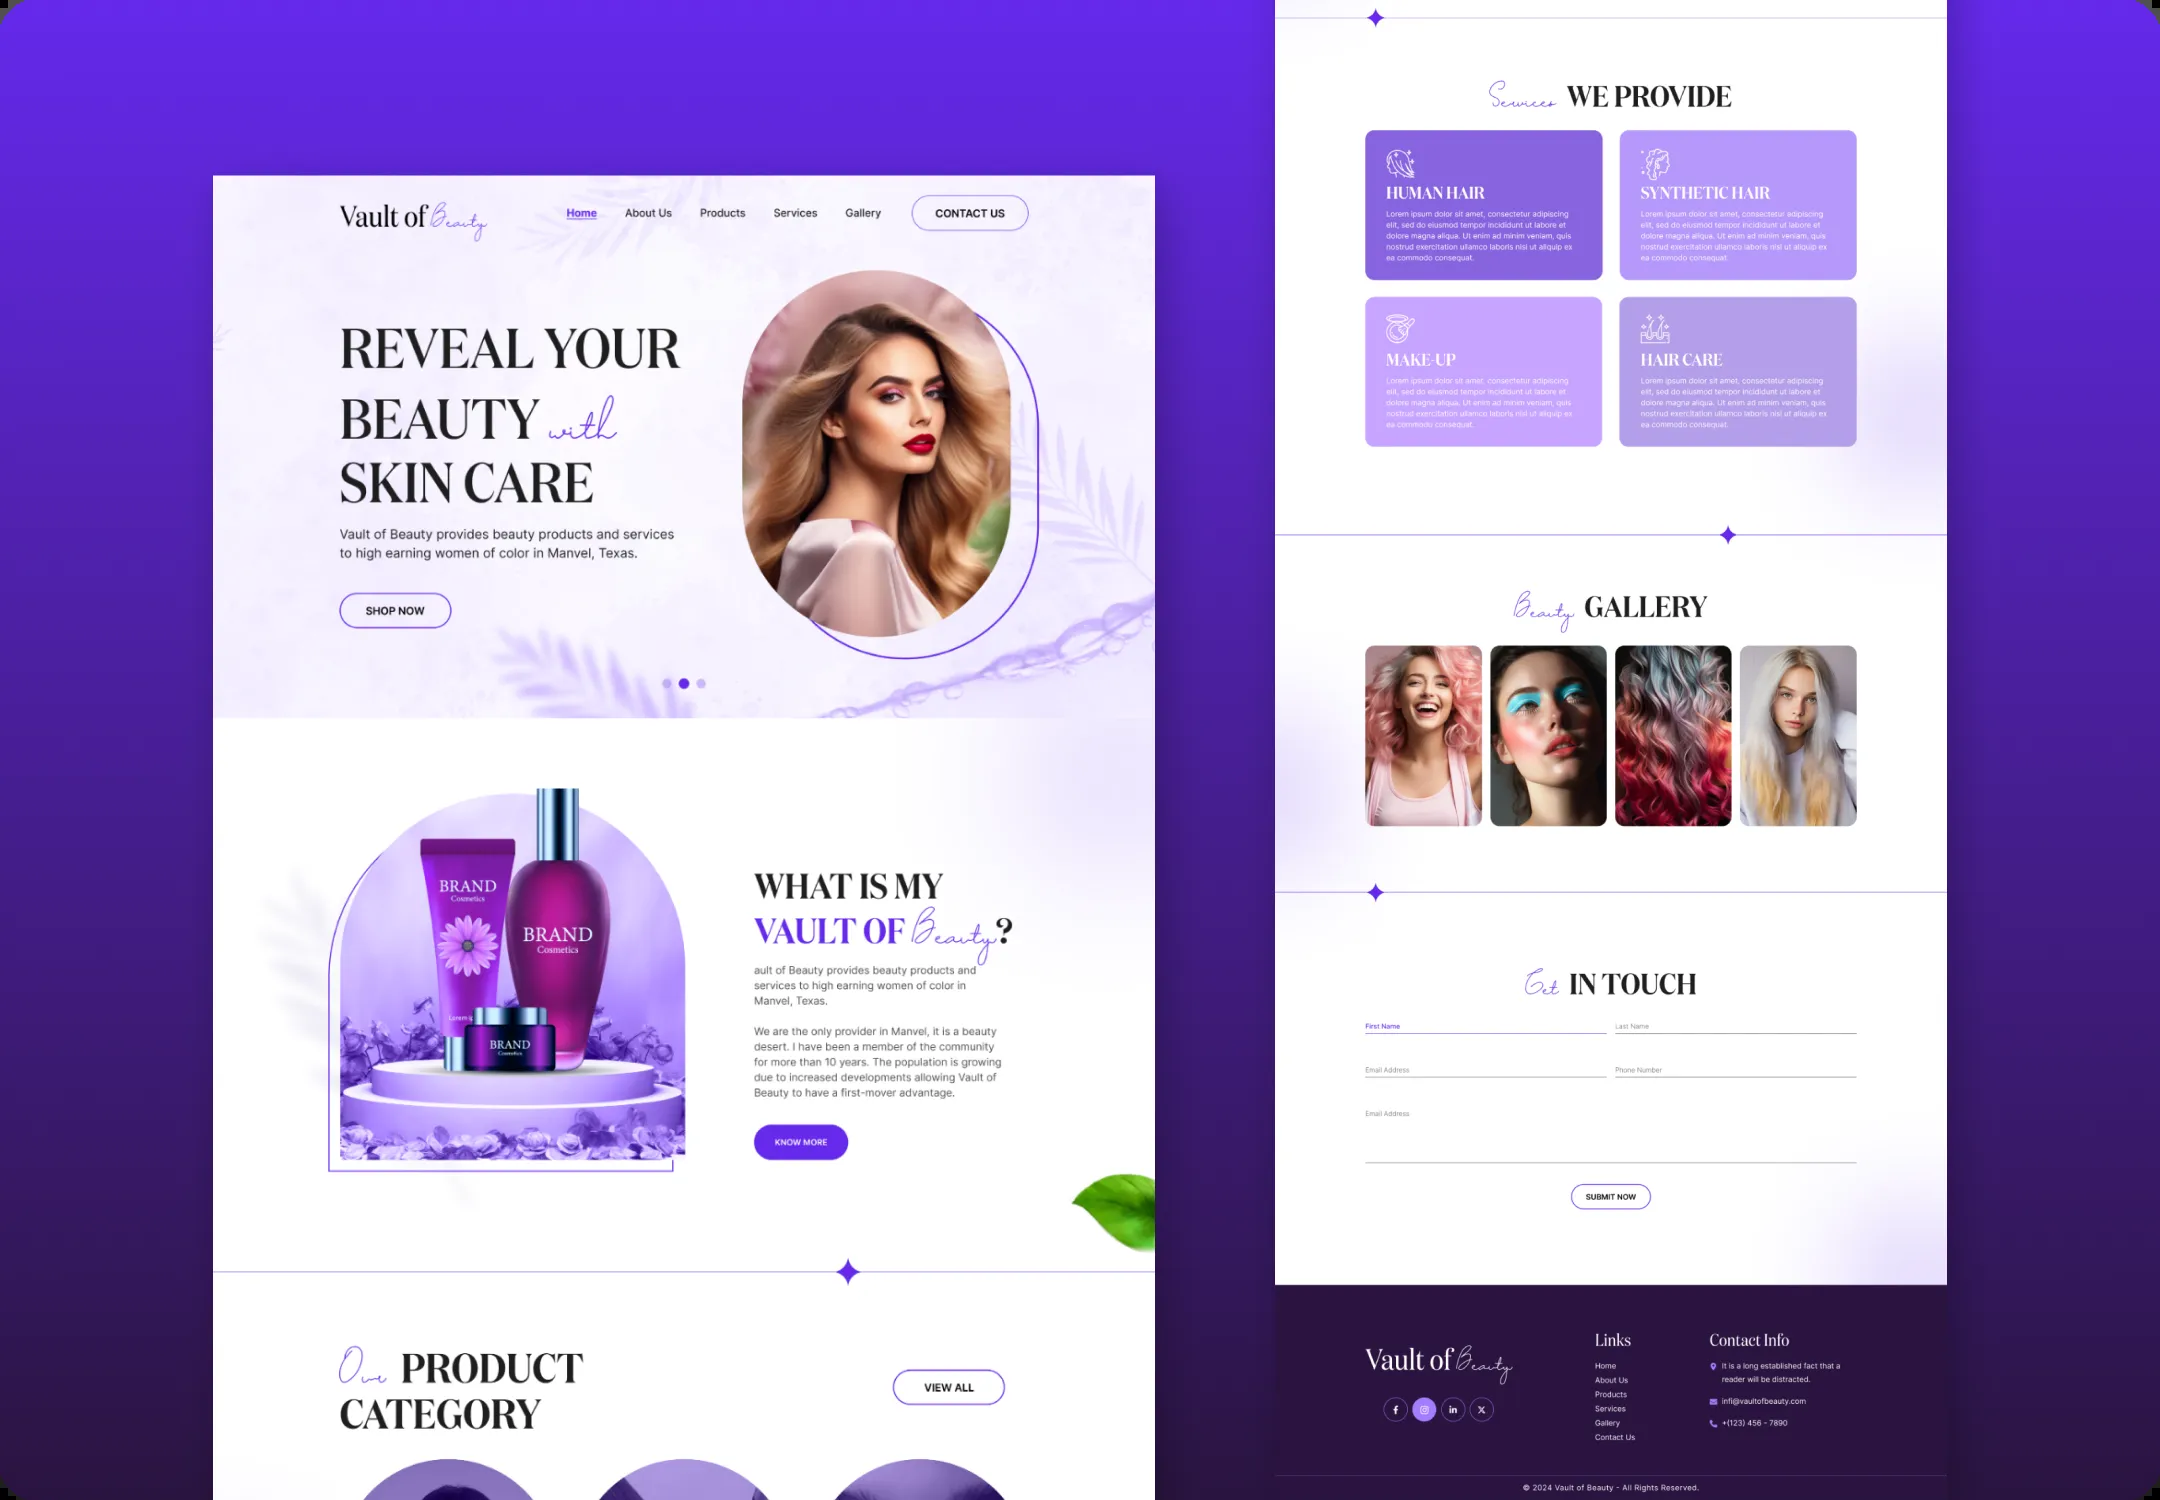 Vault of Beauty
Home
About Us
Products
Services
Gallery
CONTACT US
REVEAL YOUR
BEAUTY with
SKIN CARE
Vault of Beauty provides beauty products and services
to high earning women of color in Manvel, Texas.
SHOP NOW
BRAND
Cosmetics
BRAND
Cosmetics
BRAND
Cosmetics
WHAT IS MY
VAULT OF Beauty?
ault of Beauty provides beauty products and
services to high earning women of color in
Manvel, Texas.
We are the only provider in Manvel, it is a beauty
desert. I have been a member of the community
for more than 10 years. The population is growing
due to increased developments allowing Vault of
Beauty to have a first-mover advantage.
KNOW MORE
Our PRODUCT
CATEGORY
VIEW ALL
Services WE PROVIDE
HUMAN HAIR
Lorem ipsum dolor sit amet, consectetur adipiscing
elit, sed do eiusmod tempor incididunt ut labore et
dolore magna aliqua. Ut enim ad minim veniam, quis
nostrud exercitation ullamco laboris nisi ut aliquip ex
ea commodo consequat.
SYNTHETIC HAIR
Lorem ipsum dolor sit amet, consectetur adipiscing
elit, sed do eiusmod tempor incididunt ut labore et
dolore magna aliqua. Ut enim ad minim veniam, quis
nostrud exercitation ullamco laboris nisi ut aliquip ex
ea commodo consequat.
MAKE-UP
Lorem ipsum dolor sit amet, consectetur adipiscing
elit, sed do eiusmod tempor incididunt ut labore et
dolore magna aliqua. Ut enim ad minim veniam, quis
nostrud exercitation ullamco laboris nisi ut aliquip ex
ea commodo consequat.
HAIR CARE
Lorem ipsum dolor sit amet, consectetur adipiscing
elit, sed do eiusmod tempor incididunt ut labore et
dolore magna aliqua. Ut enim ad minim veniam, quis
nostrud exercitation ullamco laboris nisi ut aliquip ex
ea commodo consequat.
Beauty GALLERY
Get IN TOUCH
First Name
Last Name
Email Address
Phone Number
Email Address
SUBMIT NOW
Vault of Beauty
Links
Home
About Us
Products
Services
Gallery
Contact Us
Contact Info
It is a long established fact that a
reader will be distracted.
infi@vaultofbeauty.com
+(123) 456 - 7890
© 2024 Vault of Beauty - All Rights Reserved.